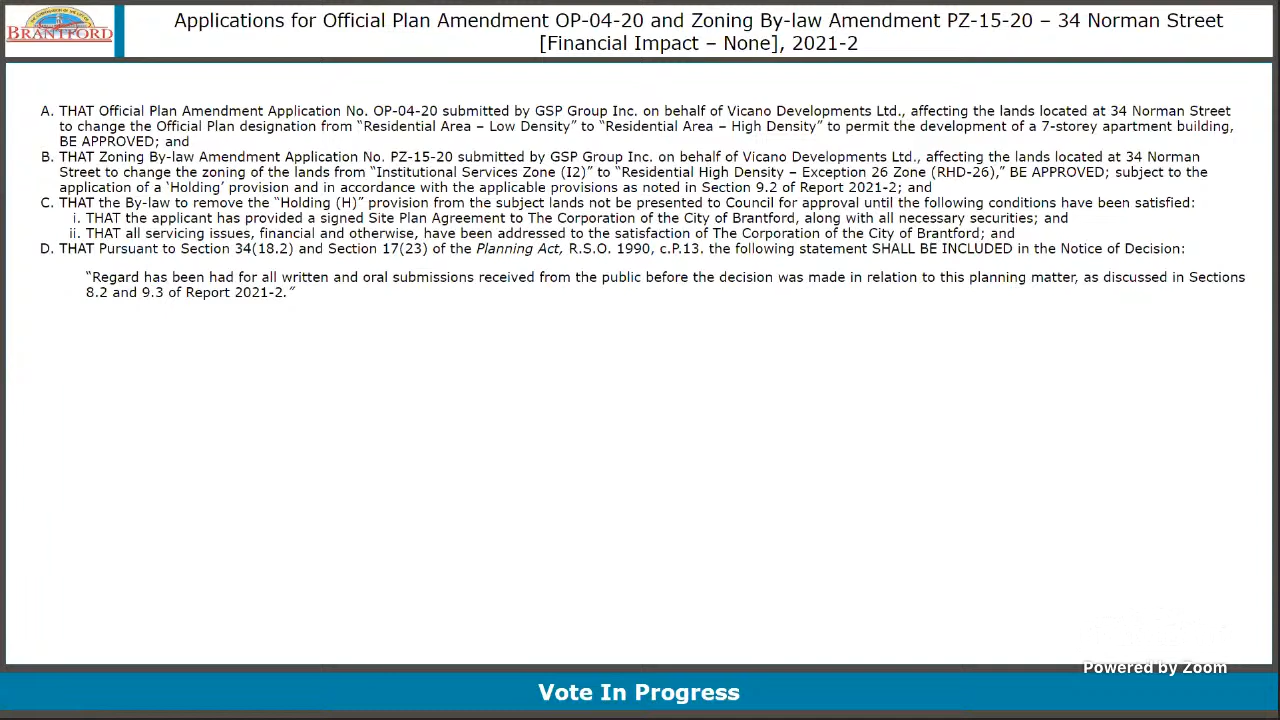 BRANTFORD
Applications for Official Plan Amendment OP-04-20 and Zoning By-law Amendment PZ-15-20 – 34 Norman Street
[Financial Impact – None], 2021-2
A. THAT Official Plan Amendment Application No. OP-04-20 submitted by GSP Group Inc. on behalf of Vicano Developments Ltd., affecting the lands located at 34 Norman Street
to change the Official Plan designation from “Residential Area – Low Density” to “Residential Area – High Density” to permit the development of a 7-storey apartment building,
BE APPROVED; and
B. THAT Zoning By-law Amendment Application No. PZ-15-20 submitted by GSP Group Inc. on behalf of Vicano Developments Ltd., affecting the lands located at 34 Norman
Street to change the zoning of the lands from “Institutional Services Zone (I2)” to “Residential High Density – Exception 26 Zone (RHD-26),” BE APPROVED; subject to the
application of a ‘Holding’ provision and in accordance with the applicable provisions as noted in Section 9.2 of Report 2021-2; and
C. THAT the By-law to remove the “Holding (H)” provision from the subject lands not be presented to Council for approval until the following conditions have been satisfied:
i. THAT the applicant has provided a signed Site Plan Agreement to The Corporation of the City of Brantford, along with all necessary securities; and
ii. THAT all servicing issues, financial and otherwise, have been addressed to the satisfaction of The Corporation of the City of Brantford; and
D. THAT Pursuant to Section 34(18.2) and Section 17(23) of the Planning Act, R.S.O. 1990, c.P.13. the following statement SHALL BE INCLUDED in the Notice of Decision:
“Regard has been had for all written and oral submissions received from the public before the decision was made in relation to this planning matter, as discussed in Sections
8.2 and 9.3 of Report 2021-2.”
Powered by Zoom
Vote In Progress